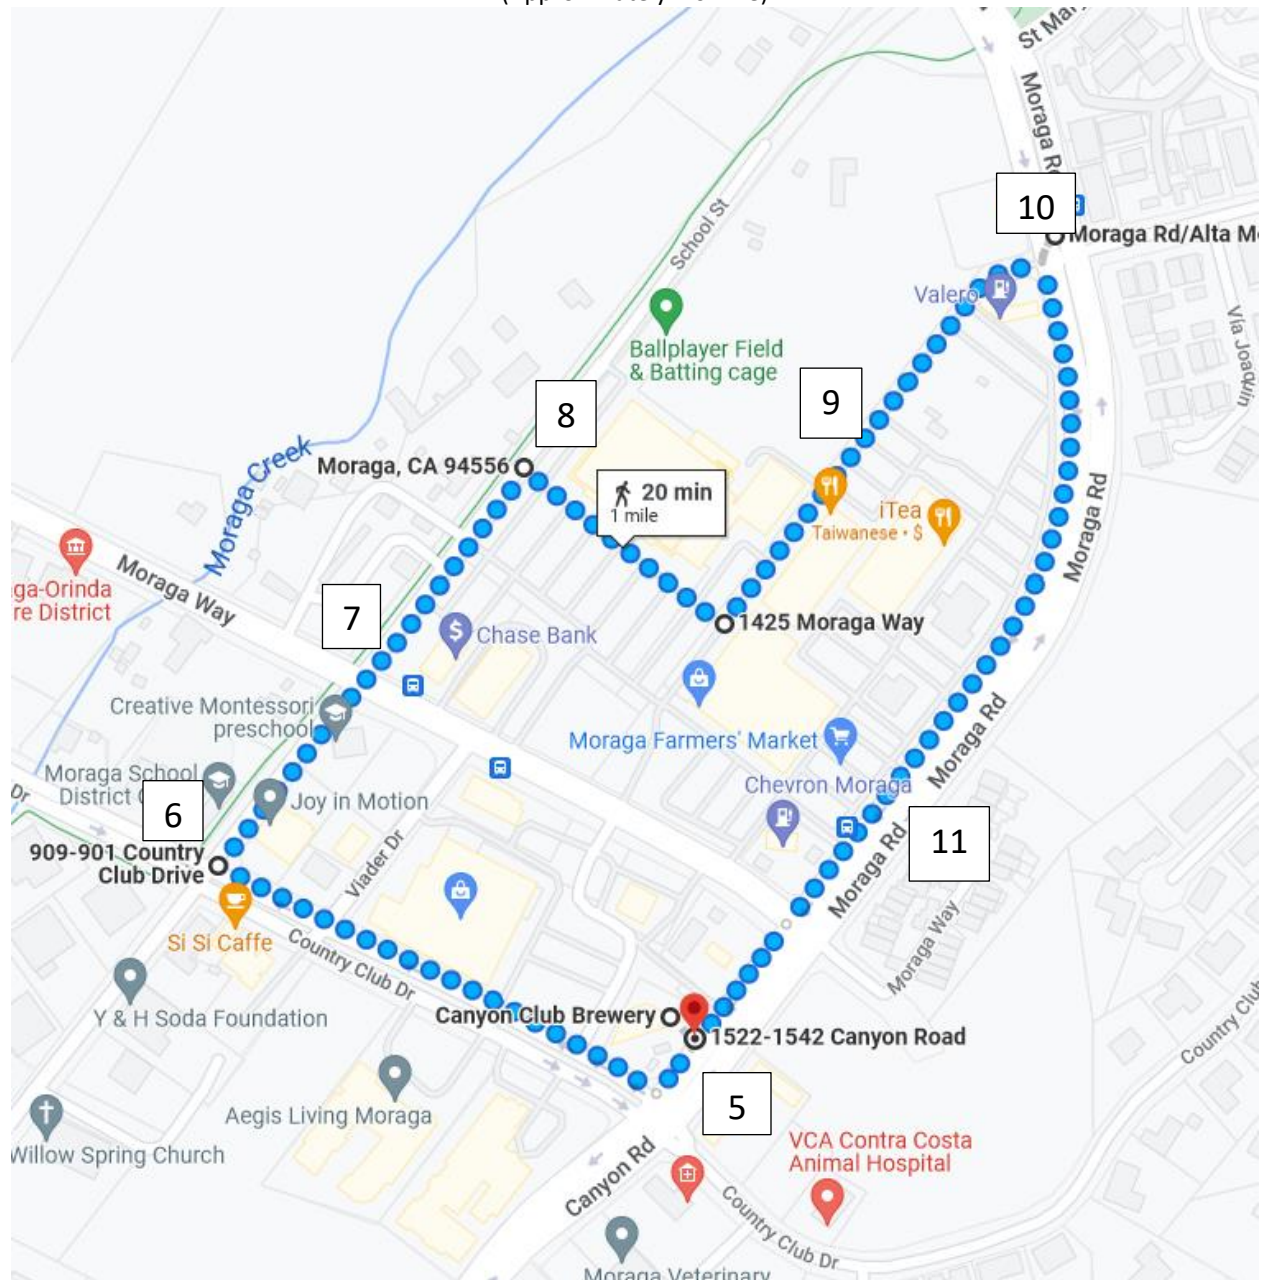 St Mar
Moraga Rd
10
Moraga Rd/Alta M
School St
Valero
Ballplayer Field
& Batting cage
Vía Joaquin
9
8
Moraga Creek
Moraga, CA 94556
20 min
1 mile
iTea
Taiwanese • $
Moraga Rd
ga-Orinda
re District
Moraga Way
7
Chase Bank
1425 Moraga Way
Creative Montessori
preschool
Moraga Farmers' Market
Moraga Rd
Moraga School
District
Chevron Moraga
Dr
6
Joy in Motion
11
Moraga Rd
909-901 Country
Club Drive
Viader Dr
Si Si Caffe
Country Club Dr
Moraga Way
Y & H Soda Foundation
Canyon Club Brewery
1522-1542 Canyon Road
Country Club
5
Aegis Living Moraga
Willow Spring Church
VCA Contra Costa
Animal Hospital
Canyon Rd
Country Club Dr
Moraga Veterinary